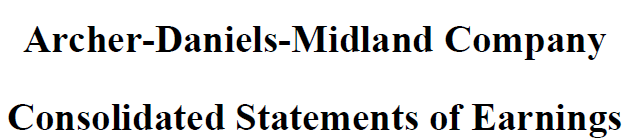 Archer-Daniels-Midland Company
Consolidated Statements of Earnings